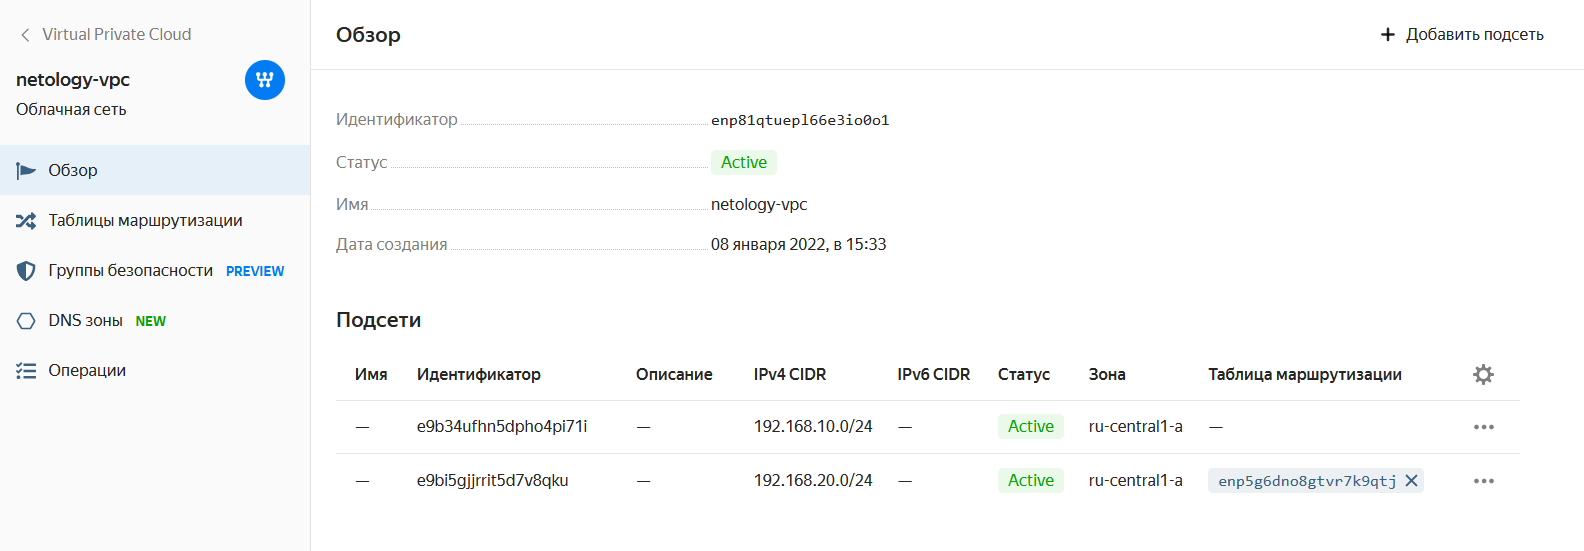 Virtual Private Cloud
netology-vpc
Облачная сеть
Обзор
Таблицы маршрутизации
Группы безопасности PREVIEW
DNS зоны NEW
Операции
Обзор
Добавить подсеть
Идентификатор enp81qtuepl66e3io0o1
Статус Active
Имя netology-vpc
Дата создания 08 января 2022, в 15:33
Подсети
Имя Идентификатор Описание IPv4 CIDR IPv6 CIDR Статус Зона Таблица маршрутизации
— e9b34ufhn5dpho4pi71i — 192.168.10.0/24 — Active ru-central1-a —
— e9bi5gjjrrit5d7v8qku — 192.168.20.0/24 — Active ru-central1-a enp5g6dno8gtvr7k9qtj